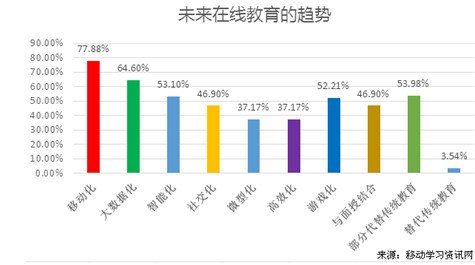 未来在线教育的趋势
90.00%
80.00%
70.00%
60.00%
50.00%
40.00%
30.00%
20.00%
10.00%
0.00%
77.88%
64.60%
53.10%
46.90%
37.17%
37.17%
52.21%
46.90%
53.98%
3.54%
移动化
大数据化
智能化
社交化
微型化
高效化
游戏化
与面授结合
部分代替传统教育
替代传统教育
来源：移动学习资讯网